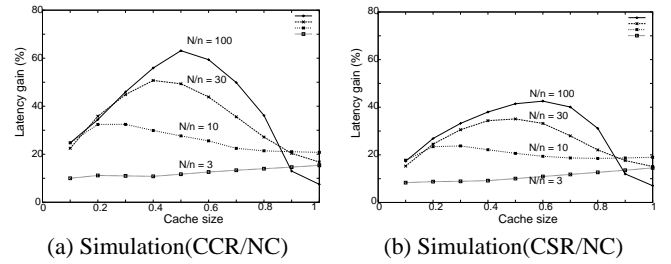 80
60
40
20
0
Latency gain (%)
N/n = 100
N/n = 30
N/n = 10
N/n = 3
0
0.2
0.4
0.6
0.8
1
Cache size
(a) Simulation(CCR/NC)
80
60
40
20
0
Latency gain (%)
N/n = 100
N/n = 30
N/n = 10
N/n = 3
0
0.2
0.4
0.6
0.8
1
Cache size
(b) Simulation(CSR/NC)